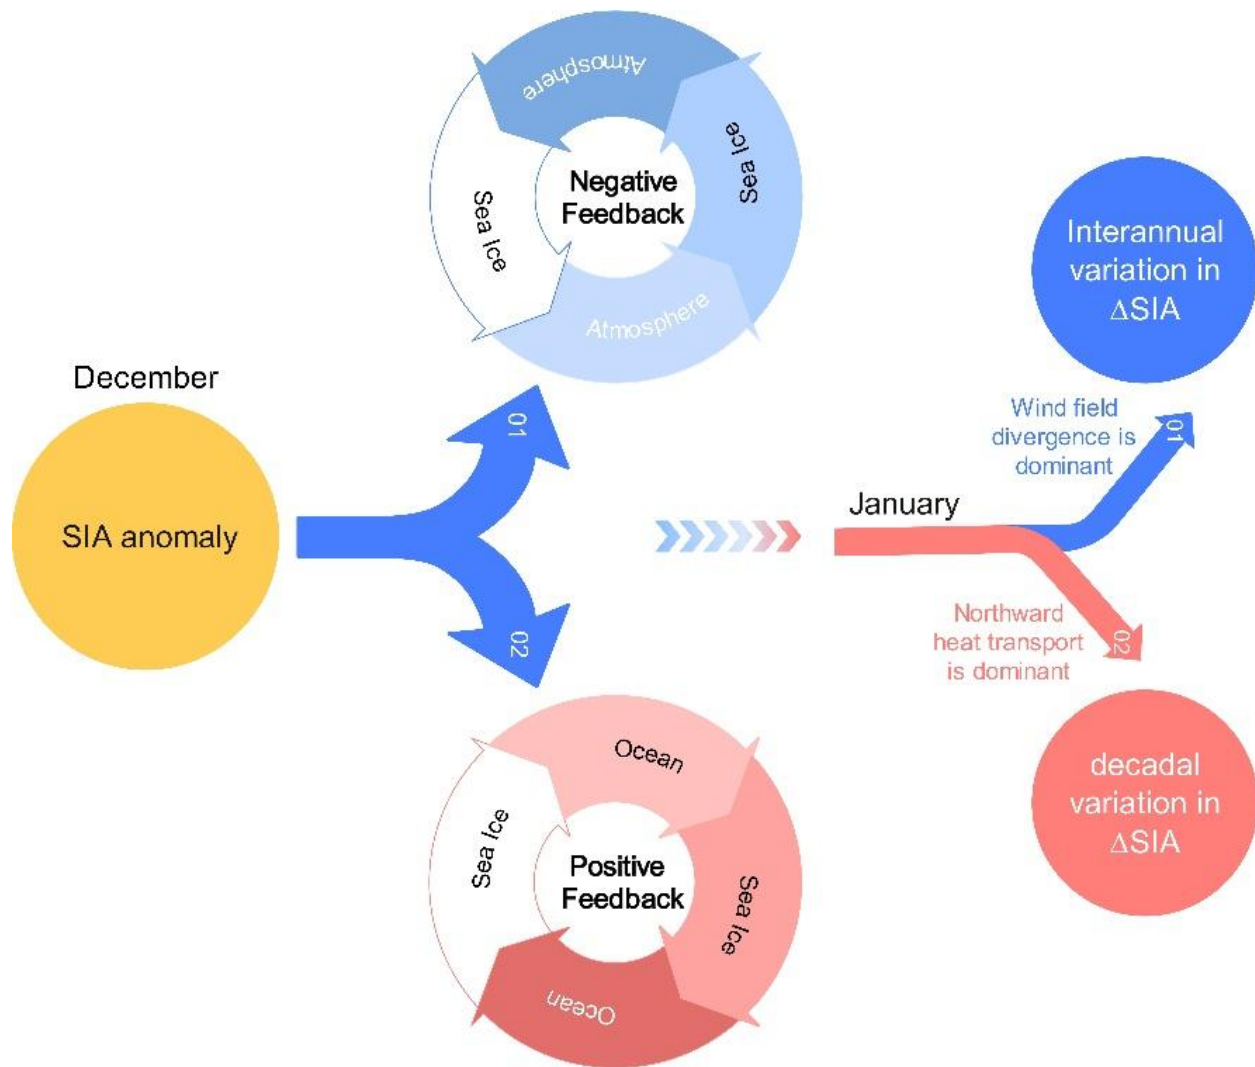 Atmosphere
Sea Ice
Negative
Feedback
Sea Ice
Atmosphere
Interannual
variation in
ΔSIA
December
SIA anomaly
01
02
Wind field
divergence is
dominant
01
January
Northward
heat transport
is dominant
02
Ocean
Sea Ice
Positive
Feedback
Sea Ice
Ocean
decadal
variation in
ΔSIA